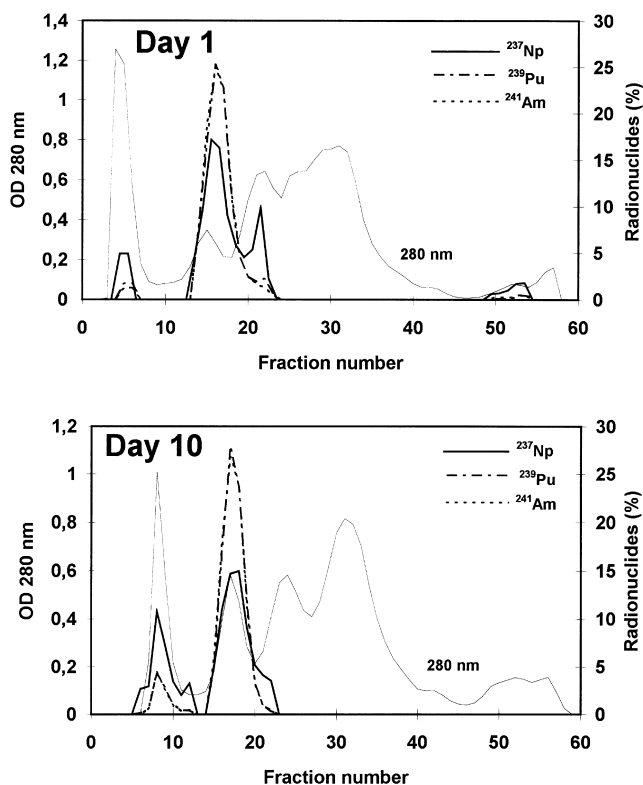 Day 1
1,4
1,2
1
0,8
0,6
0,4
0,2
0
OD 280 nm
30
25
20
15
10
5
0
Radionuclides (%)
²³⁷Np
²³⁹Pu
²⁴¹Am
280 nm
0 10 20 30 40 50 60
Fraction number
Day 10
1,2
1
0,8
0,6
0,4
0,2
0
OD 280 nm
30
25
20
15
10
5
0
Radionuclides (%)
²³⁷Np
²³⁹Pu
²⁴¹Am
280 nm
0 10 20 30 40 50 60
Fraction number